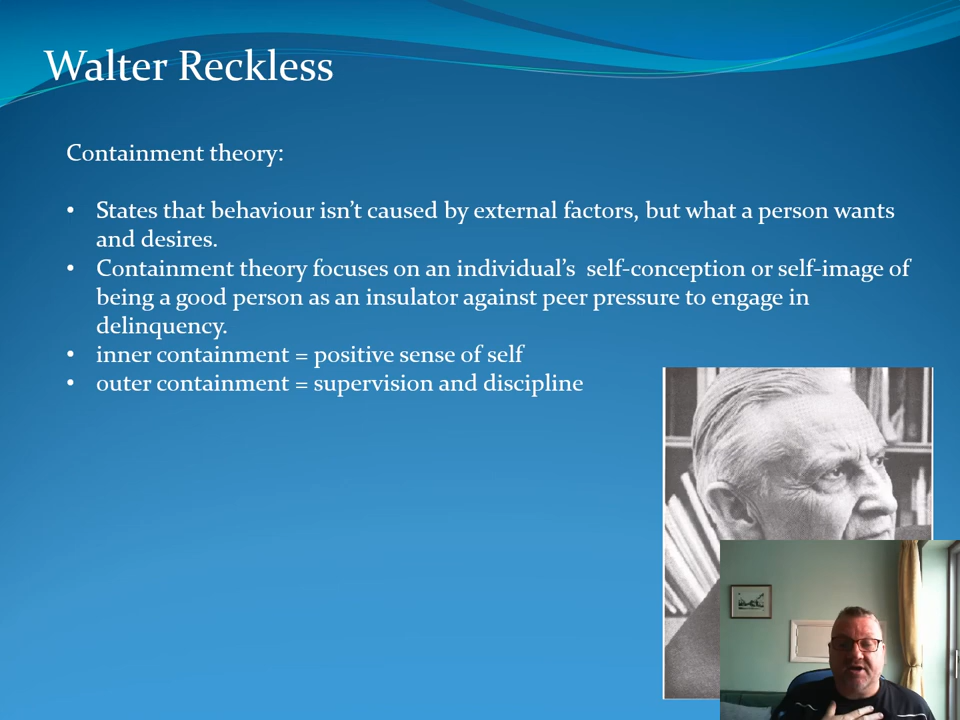 Walter Reckless
Containment theory:
• States that behaviour isn't caused by external factors, but what a person wants
and desires.
• Containment theory focuses on an individual's  self-conception or self-image of
being a good person as an insulator against peer pressure to engage in
delinquency.
• inner containment = positive sense of self
• outer containment = supervision and discipline